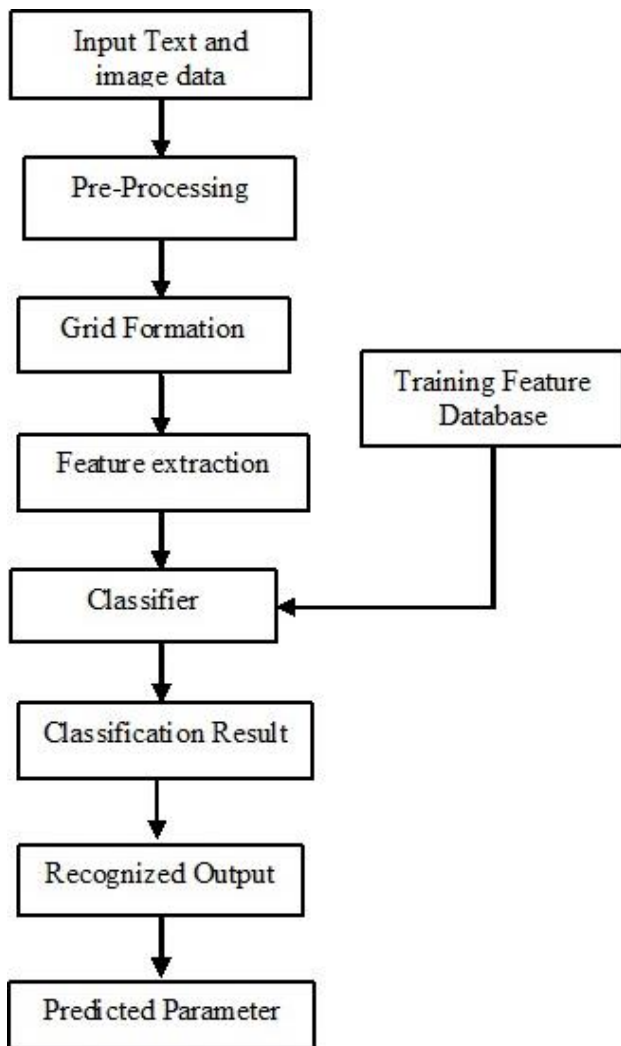 Input Text and
image data
Pre-Processing
Grid Formation
Training Feature
Database
Feature extraction
Classifier
Classification Result
Recognized Output
Predicted Parameter